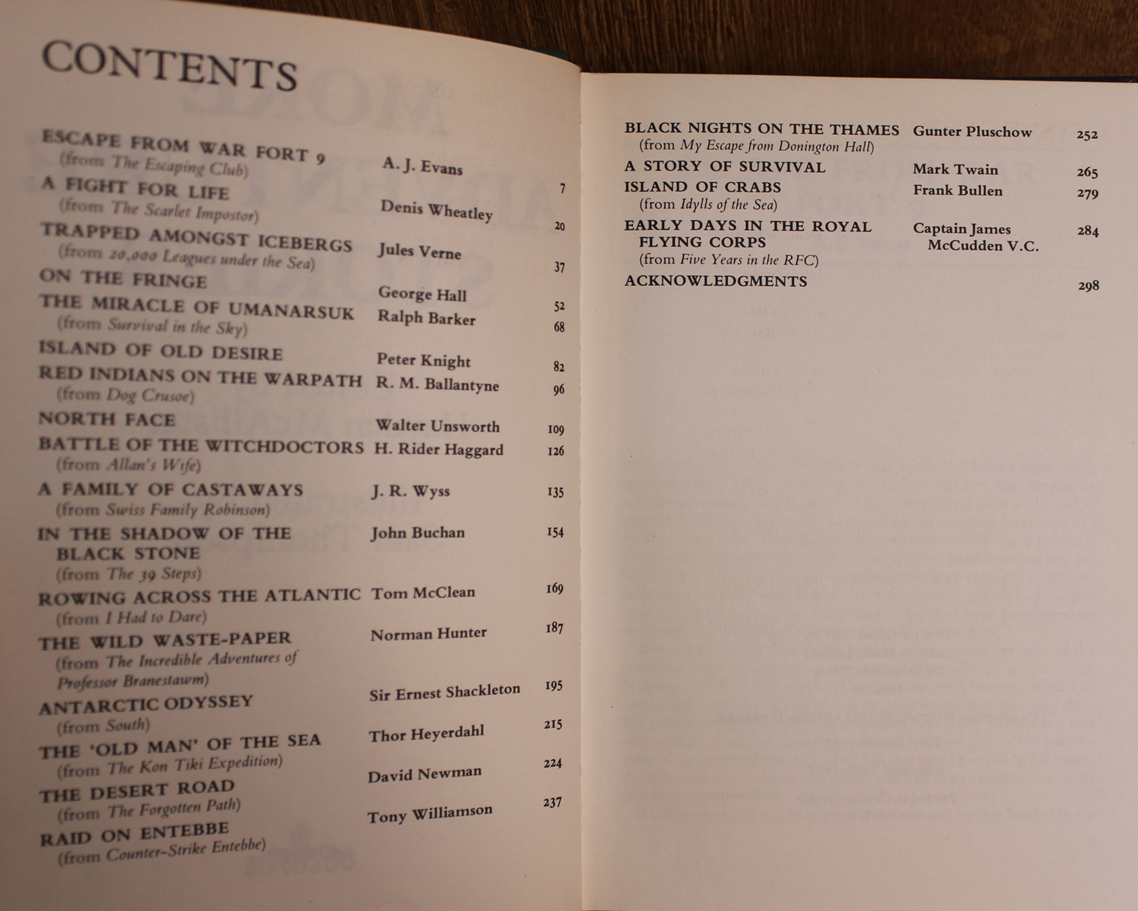 CONTENTS
ESCAPE FROM WAR FORT 9 A. J. Evans 7
(from The Escaping Club)
A FIGHT FOR LIFE Denis Wheatley 20
(from The Scarlet Impostor)
TRAPPED AMONGST ICEBERGS Jules Verne 37
(from 20,000 Leagues under the Sea)
ON THE FRINGE George Hall 52
THE MIRACLE OF UMANARSUK Ralph Barker 68
(from Survival in the Sky)
ISLAND OF OLD DESIRE Peter Knight 82
RED INDIANS ON THE WARPATH R. M. Ballantyne 96
(from Dog Crusoe)
NORTH FACE Walter Unsworth 109
BATTLE OF THE WITCHDOCTORS H. Rider Haggard 126
(from Allan's Wife)
A FAMILY OF CASTAWAYS J. R. Wyss 135
(from Swiss Family Robinson)
IN THE SHADOW OF THE John Buchan 154
BLACK STONE
(from The 39 Steps)
ROWING ACROSS THE ATLANTIC Tom McClean 169
(from I Had to Dare)
THE WILD WASTE-PAPER Norman Hunter 187
(from The Incredible Adventures of
Professor Branestawm)
ANTARCTIC ODYSSEY Sir Ernest Shackleton 195
(from South)
THE 'OLD MAN' OF THE SEA Thor Heyerdahl 215
(from The Kon Tiki Expedition)
THE DESERT ROAD David Newman 224
(from The Forgotten Path)
RAID ON ENTEBBE Tony Williamson 237
(from Counter-Strike Entebbe)
BLACK NIGHTS ON THE THAMES Gunter Pluschow 252
(from My Escape from Donington Hall)
A STORY OF SURVIVAL Mark Twain 265
ISLAND OF CRABS Frank Bullen 279
(from Idylls of the Sea)
EARLY DAYS IN THE ROYAL Captain James 284
FLYING CORPS McCudden V.C.
(from Five Years in the RFC)
ACKNOWLEDGMENTS 298